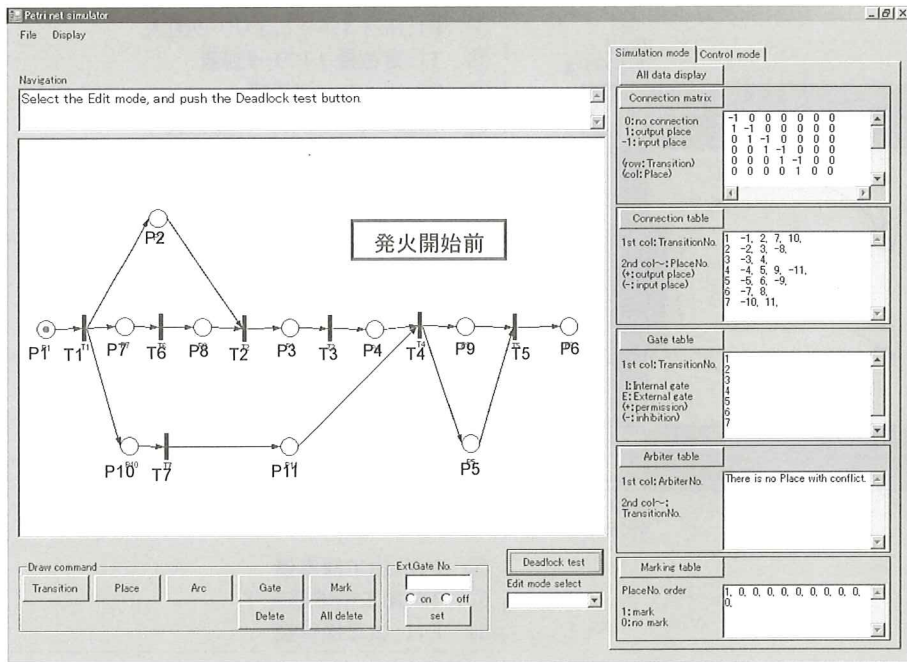 Petri net simulator
File Display
Navigation
Select the Edit mode, and push the Deadlock test button.
発火開始前
P2
P1 T1 P7 T6 P8 T2 P3 T3 P4 T4 P9 T5 P6
P10 T7 P11 P5
Draw command
Transition Place Arc Gate Mark
Delete All delete
Ext.Gate No.
on off
set
Deadlock test
Edit mode select
Simulation mode Control mode
All data display
Connection matrix
0:no connection
1:output place
-1:input place
(row:Transition)
(col:Place)
-1 0 0 0 0 0 0
1 -1 0 0 0 0 0
0 1 -1 0 0 0 0
0 0 1 -1 0 0 0
0 0 0 1 -1 0 0
0 0 0 0 1 0 0
Connection table
1st col:TransitionNo.
2nd col~:PlaceNo.
(+:output place)
(-:input place)
1 -1, 2, 7, 10,
2 -2, 3, -8,
3 -3, 4,
4 -4, 5, 9, -11,
5 -5, 6, -9,
6 -7, 8,
7 -10, 11,
Gate table
1st col:TransitionNo.
I:Internal gate
E:External gate
(+:permission)
(-:inhibition)
1
2
3
4
5
6
7
Arbiter table
1st col:ArbiterNo.
2nd col~:
TransitionNo.
There is no Place with conflict.
Marking table
PlaceNo. order
1:mark
0:no mark
1, 0, 0, 0, 0, 0, 0, 0, 0, 0,
0,